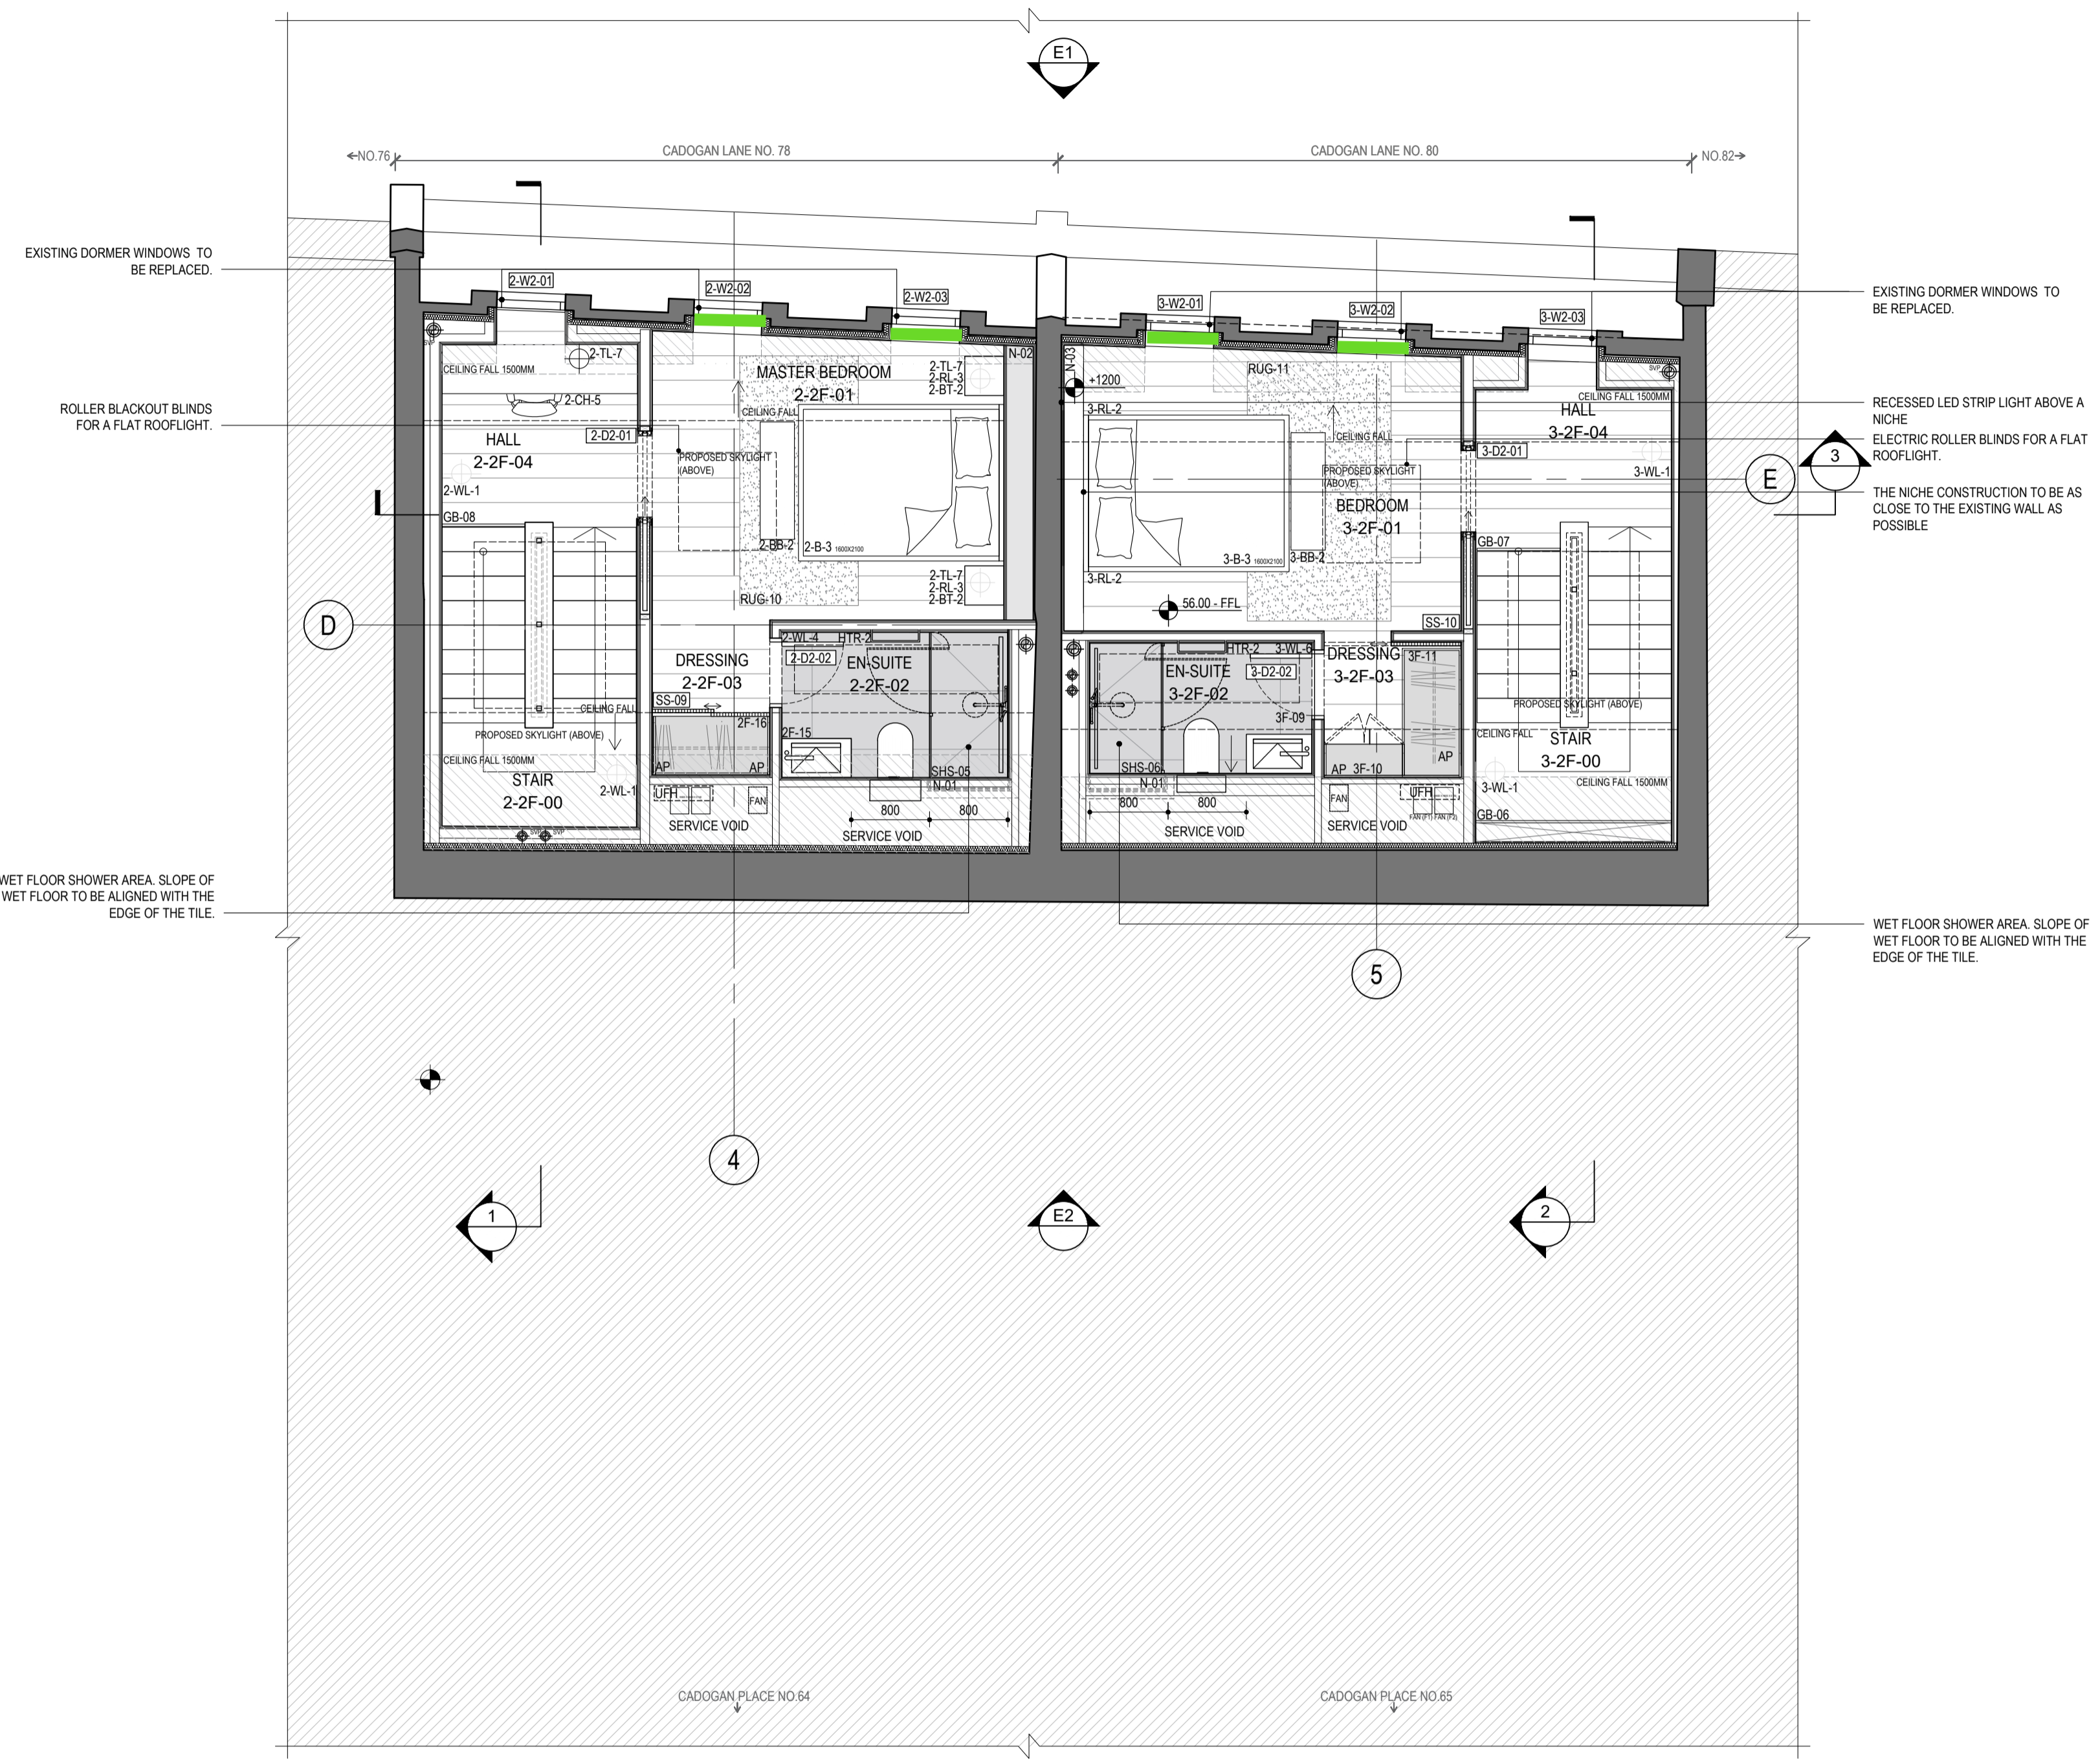 E1
←NO.76
CADOGAN LANE NO. 78
CADOGAN LANE NO. 80
NO.82→
EXISTING DORMER WINDOWS TO
BE REPLACED.
2-W2-01
2-W2-02
2-W2-03
3-W2-01
3-W2-02
3-W2-03
EXISTING DORMER WINDOWS TO
BE REPLACED.
ROLLER BLACKOUT BLINDS
FOR A FLAT ROOFLIGHT.
SVP
CEILING FALL 1500MM
2-TL-7
2-CH-5
HALL
2-2F-04
2-D2-01
2-WL-1
GB-08
MASTER BEDROOM
2-2F-01
CEILING FALL
PROPOSED SKYLIGHT
(ABOVE)
2-TL-7
2-RL-3
2-BT-2
N-02
2-BB-2
2-B-3 1600X2100
2-TL-7
2-RL-3
2-BT-2
RUG-10
N-03
+1200
3-RL-2
RUG-11
CEILING FALL
PROPOSED SKYLIGHT
(ABOVE)
BEDROOM
3-2F-01
3-B-3 1600X2100
3-BB-2
3-RL-2
56.00 - FFL
SS-10
SVP
CEILING FALL 1500MM
HALL
3-2F-04
3-D2-01
3-WL-1
GB-07
RECESSED LED STRIP LIGHT ABOVE A
NICHE
ELECTRIC ROLLER BLINDS FOR A FLAT
ROOFLIGHT.
E
3
THE NICHE CONSTRUCTION TO BE AS
CLOSE TO THE EXISTING WALL AS
POSSIBLE
D
CEILING FALL
PROPOSED SKYLIGHT (ABOVE)
CEILING FALL 1500MM
STAIR
2-2F-00
2-WL-1
SVP
SVP
DRESSING
2-2F-03
SS-09
2F-16
AP
AP
UFH
FAN
SERVICE VOID
2-WL-4
HTR-2
2-D2-02
EN-SUITE
2-2F-02
2F-15
SHS-05
N-01
800
800
SERVICE VOID
HTR-2
3-WL-6
EN-SUITE
3-2F-02
3-D2-02
3F-09
SHS-06
N-01
800
800
SERVICE VOID
DRESSING
3-2F-03
3F-11
AP
AP
3F-10
FAN
UFH
FAN (F1)
FAN (F2)
SERVICE VOID
PROPOSED SKYLIGHT (ABOVE)
CEILING FALL
STAIR
3-2F-00
CEILING FALL 1500MM
3-WL-1
GB-06
WET FLOOR SHOWER AREA. SLOPE OF
WET FLOOR TO BE ALIGNED WITH THE
EDGE OF THE TILE.
WET FLOOR SHOWER AREA. SLOPE OF
WET FLOOR TO BE ALIGNED WITH THE
EDGE OF THE TILE.
5
4
1
E2
2
CADOGAN PLACE NO.64
CADOGAN PLACE NO.65